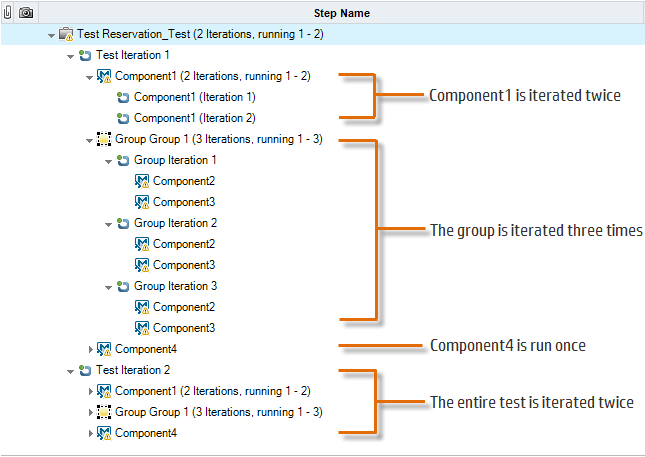 Step Name
Test Reservation_Test (2 Iterations, running 1 - 2)
Test Iteration 1
Component1 (2 Iterations, running 1 - 2)
Component1 is iterated twice
Component1 (Iteration 1)
Component1 (Iteration 2)
Group Group 1 (3 Iterations, running 1 - 3)
Group Iteration 1
Component2
Component3
Group Iteration 2
The group is iterated three times
Component2
Component3
Group Iteration 3
Component2
Component3
Component4
Component4 is run once
Test Iteration 2
Component1 (2 Iterations, running 1 - 2)
The entire test is iterated twice
Group Group 1 (3 Iterations, running 1 - 3)
Component4